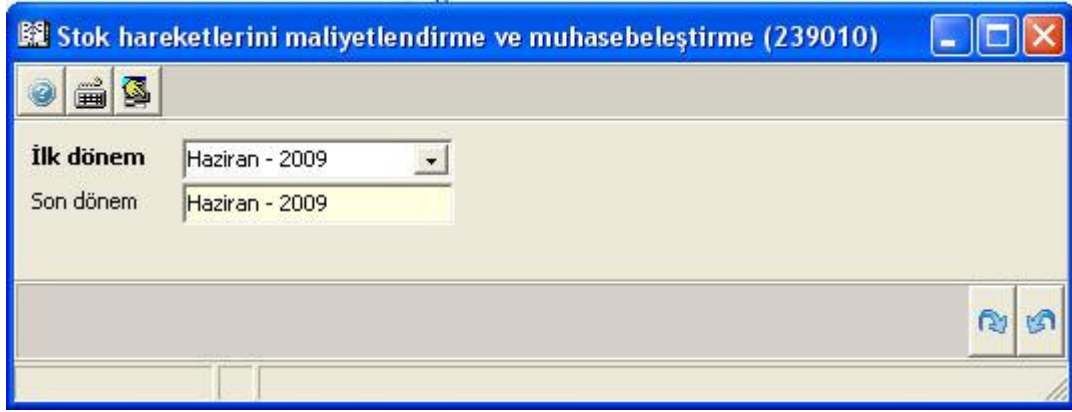 Stok hareketlerini maliyetlendirme ve muhasebeleştirme (239010)
İlk dönem Haziran - 2009
Son dönem Haziran - 2009